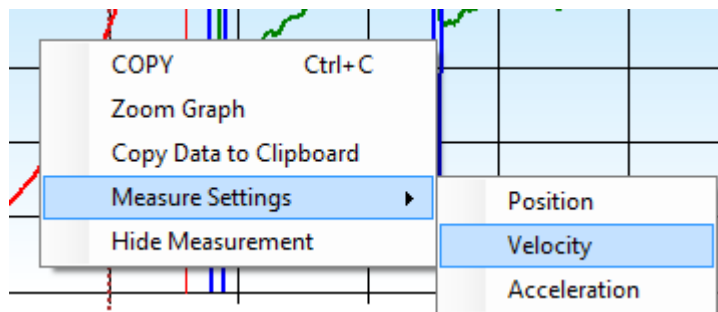 COPY Ctrl+C
Zoom Graph
Copy Data to Clipboard
Measure Settings
Hide Measurement
Position
Velocity
Acceleration